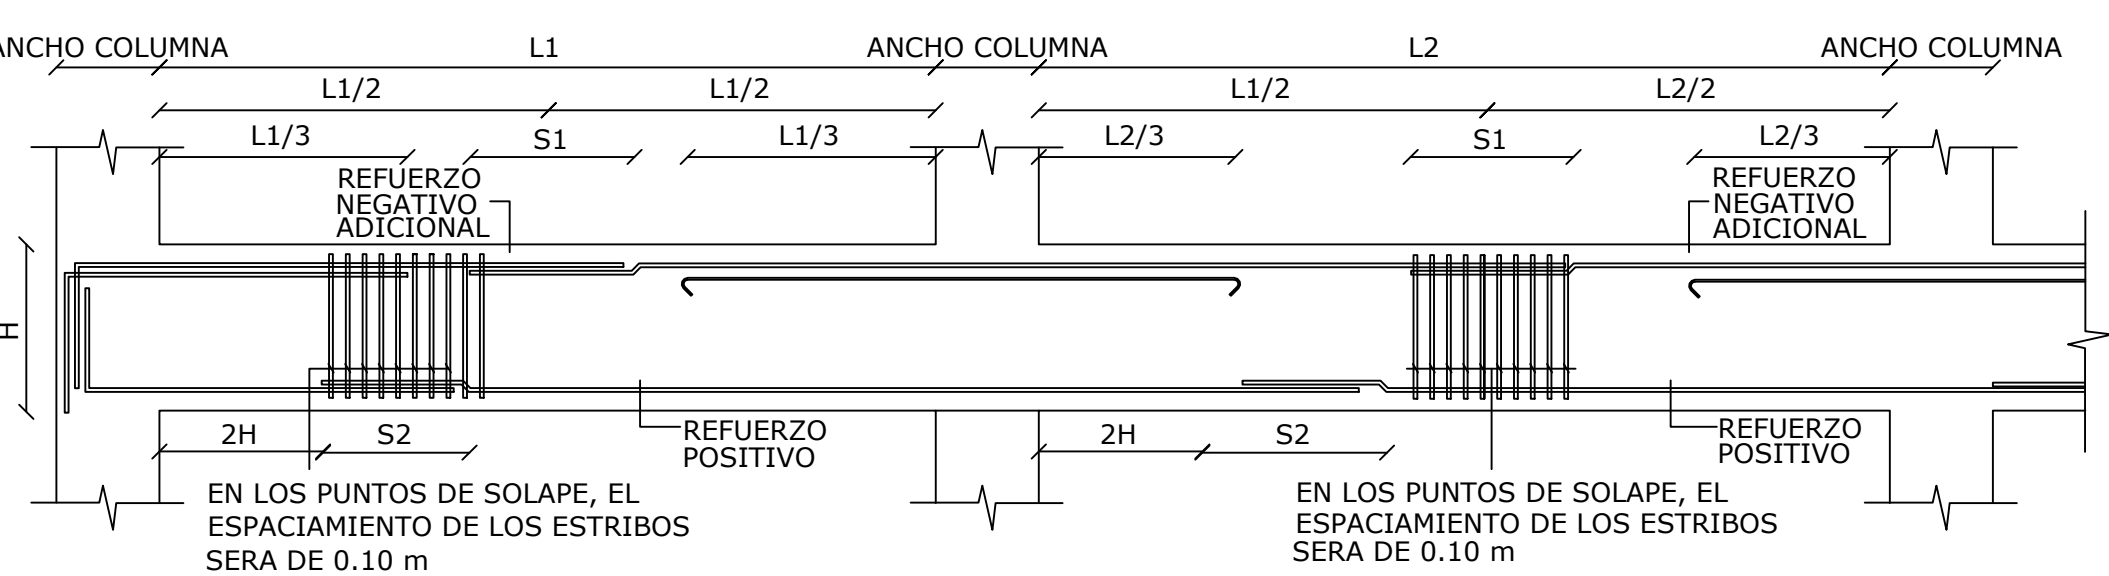 ANCHO COLUMNA
L1
ANCHO COLUMNA
L2
ANCHO COLUMNA
L1/2
L1/2
L1/2
L2/2
L1/3
S1
L1/3
L2/3
S1
L2/3
REFUERZO
NEGATIVO
ADICIONAL
REFUERZO
NEGATIVO
ADICIONAL
H
2H
S2
REFUERZO
POSITIVO
2H
S2
REFUERZO
POSITIVO
EN LOS PUNTOS DE SOLAPE, EL
ESPACIAMIENTO DE LOS ESTRIBOS
SERA DE 0.10 m
EN LOS PUNTOS DE SOLAPE, EL
ESPACIAMIENTO DE LOS ESTRIBOS
SERA DE 0.10 m